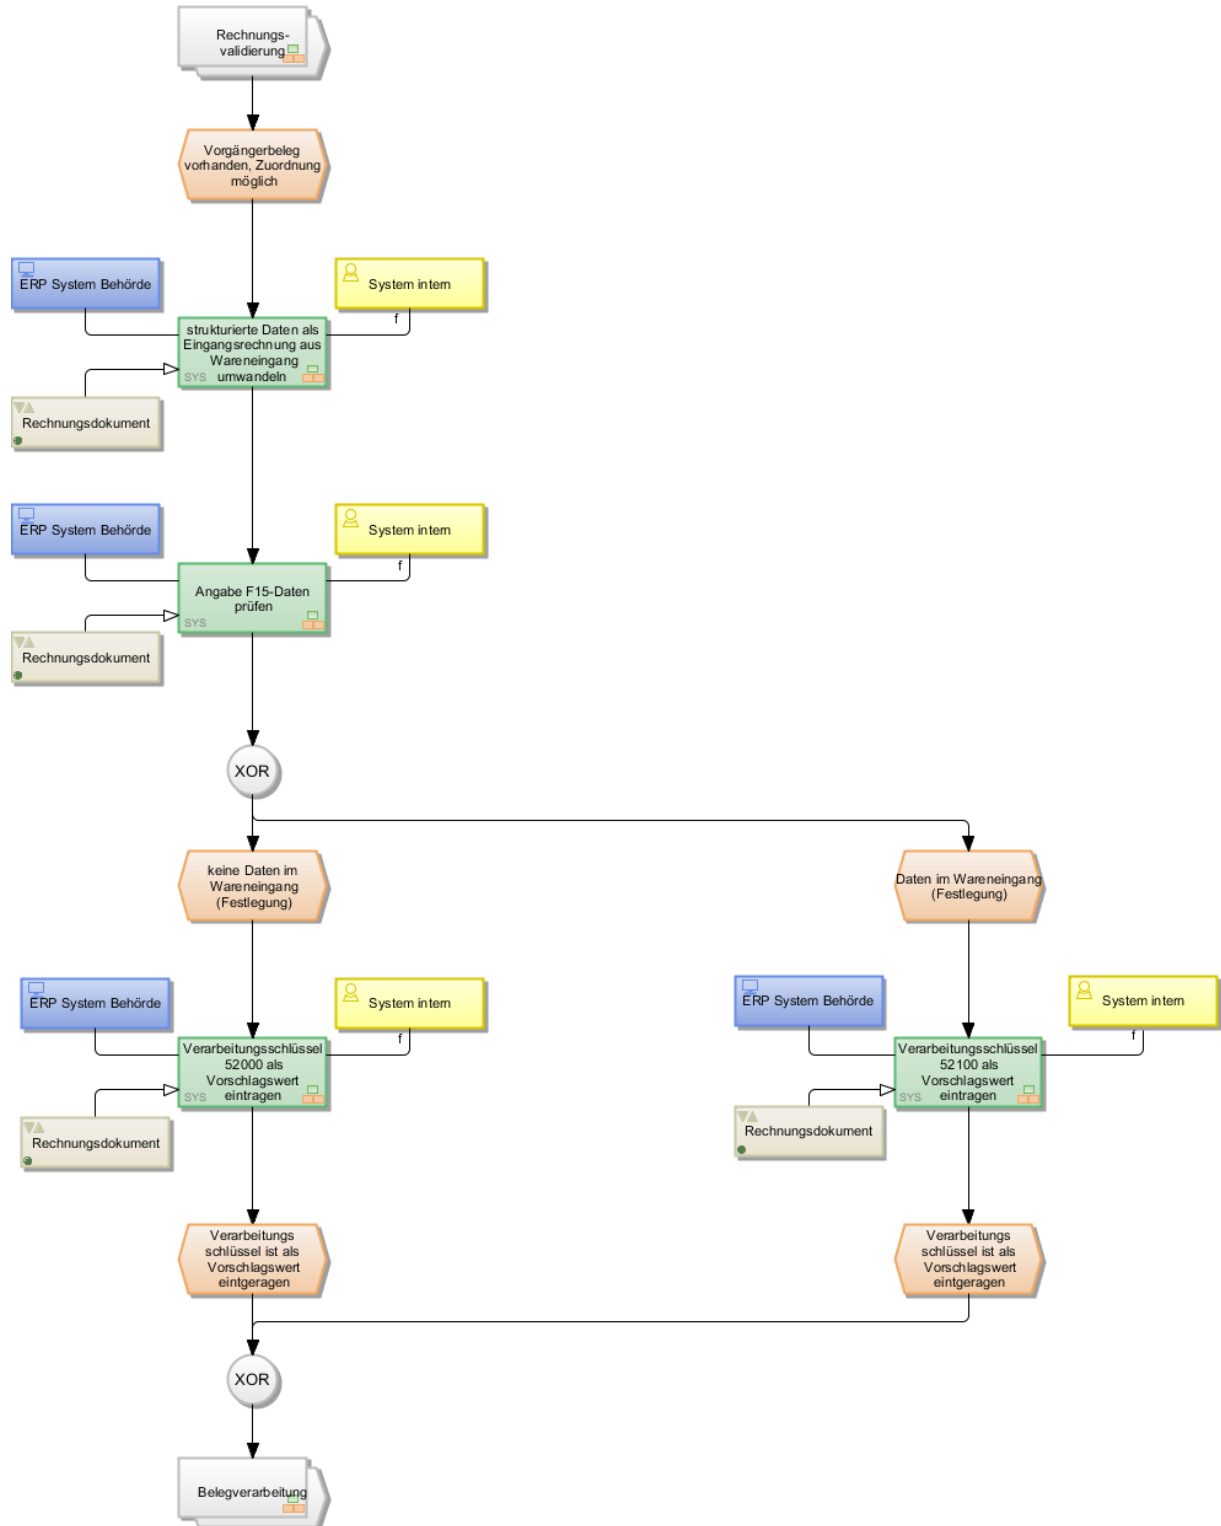 Rechnungs-
validierung
Vorgängerbeleg
vorhanden, Zuordnung
möglich
ERP System Behörde
System intern
f
strukturierte Daten als
Eingangsrechnung aus
Wareneingang
umwandeln
SYS
Rechnungsdokument
ERP System Behörde
System intern
f
Angabe F15-Daten
prüfen
SYS
Rechnungsdokument
XOR
keine Daten im
Wareneingang
(Festlegung)
Daten im Wareneingang
(Festlegung)
ERP System Behörde
System intern
f
Verarbeitungsschlüssel
52000 als
Vorschlagswert
eintragen
SYS
Rechnungsdokument
ERP System Behörde
System intern
f
Verarbeitungsschlüssel
52100 als
Vorschlagswert
eintragen
SYS
Rechnungsdokument
Verarbeitungs
schlüssel ist als
Vorschlagswert
eintgeragen
Verarbeitungs
schlüssel ist als
Vorschlagswert
eintgeragen
XOR
Belegverarbeitung